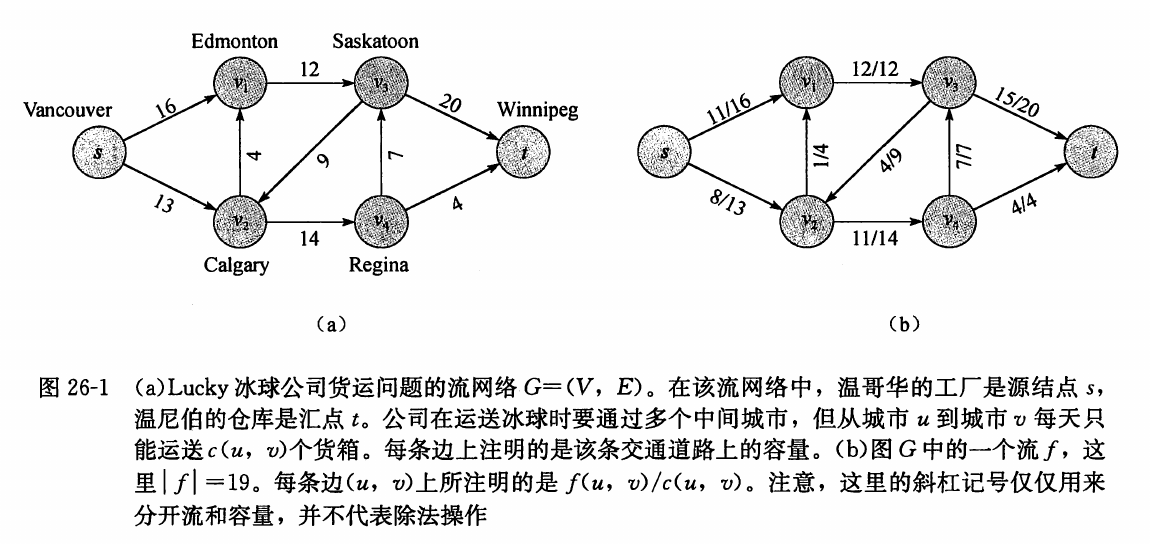 Edmonton Saskatoon
v₁ 12 v₃ v₁ 12/12 v₃
Vancouver 16 20 Winnipeg 11/16 15/20
s 4 9 7 t s 1/4 4/9 7/7 t
13 4 8/13 4/4
v₂ 14 v₄ v₂ 11/14 v₄
Calgary Regina
(a) (b)
图 26-1 (a)Lucky 冰球公司货运问题的流网络 G=(V, E)。在该流网络中，温哥华的工厂是源结点 s，
温尼伯的仓库是汇点 t。公司在运送冰球时要通过多个中间城市，但从城市 u 到城市 v 每天只
能运送 c(u, v)个货箱。每条边上注明的是该条交通道路上的容量。(b)图 G 中的一个流 f，这
里|f|=19。每条边(u, v)上所注明的是 f(u, v)/c(u, v)。注意，这里的斜杠记号仅仅用来
分开流和容量，并不代表除法操作